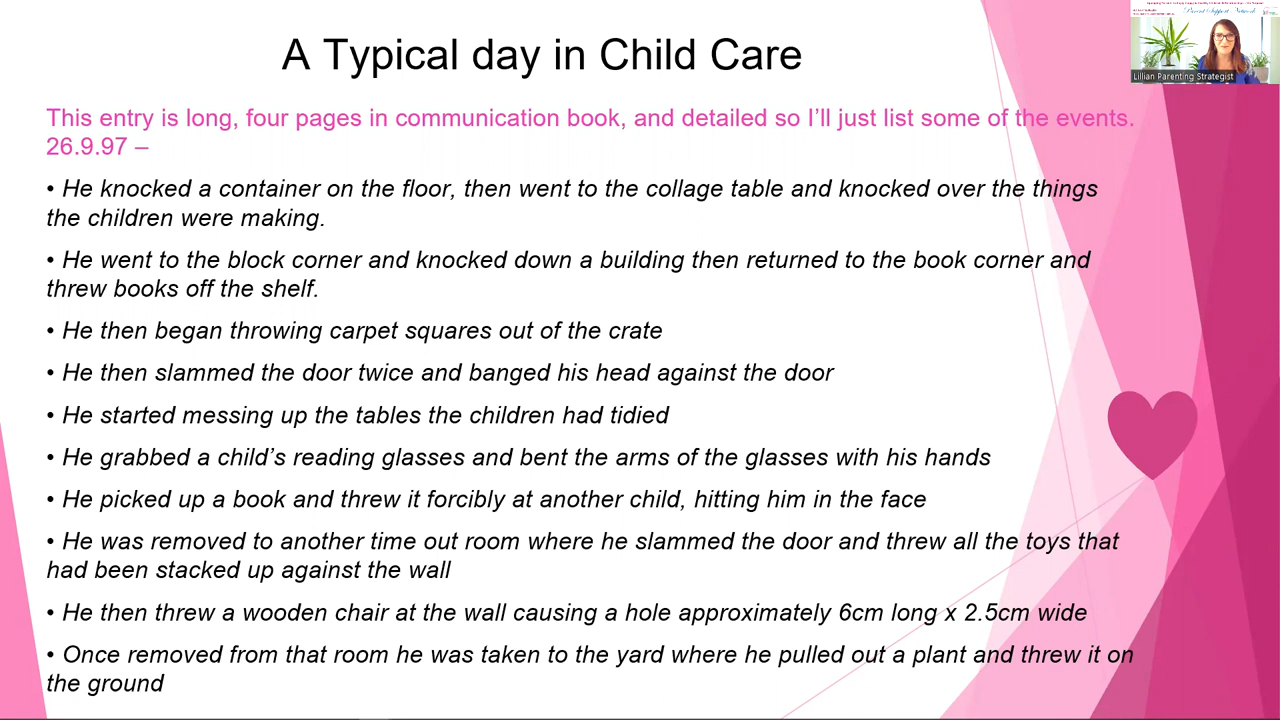 A Typical day in Child Care
Parent Support Network
Lillian Parenting Strategist
This entry is long, four pages in communication book, and detailed so I’ll just list some of the events.
26.9.97 –
• He knocked a container on the floor, then went to the collage table and knocked over the things
the children were making.
• He went to the block corner and knocked down a building then returned to the book corner and
threw books off the shelf.
• He then began throwing carpet squares out of the crate
• He then slammed the door twice and banged his head against the door
• He started messing up the tables the children had tidied
• He grabbed a child’s reading glasses and bent the arms of the glasses with his hands
• He picked up a book and threw it forcibly at another child, hitting him in the face
• He was removed to another time out room where he slammed the door and threw all the toys that
had been stacked up against the wall
• He then threw a wooden chair at the wall causing a hole approximately 6cm long x 2.5cm wide
• Once removed from that room he was taken to the yard where he pulled out a plant and threw it on
the ground